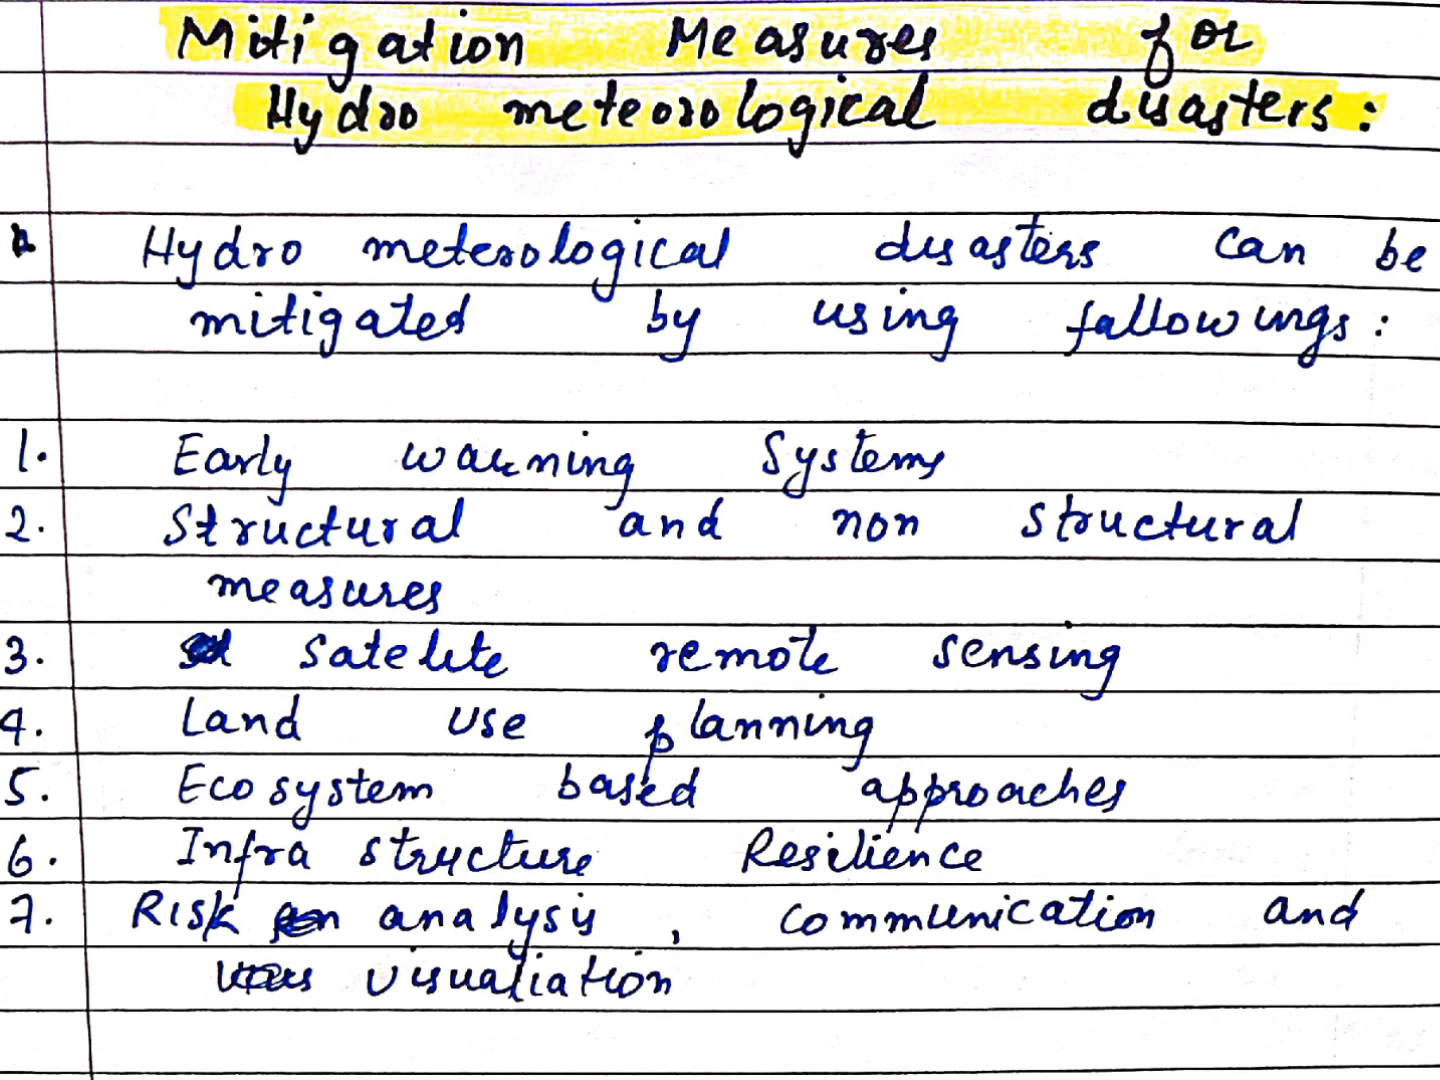 Mitigation Measures for
Hydro meteorological disasters:
Hydro meterological disasters can be
mitigated by using fallowings:
1. Early warning Systems
2. Structural and non structural
measures
3. satelite remote sensing
4. Land use planning
5. Eco system based approaches
6. Infra structure Resilience
7. Risk analysis, communication and
visualiation